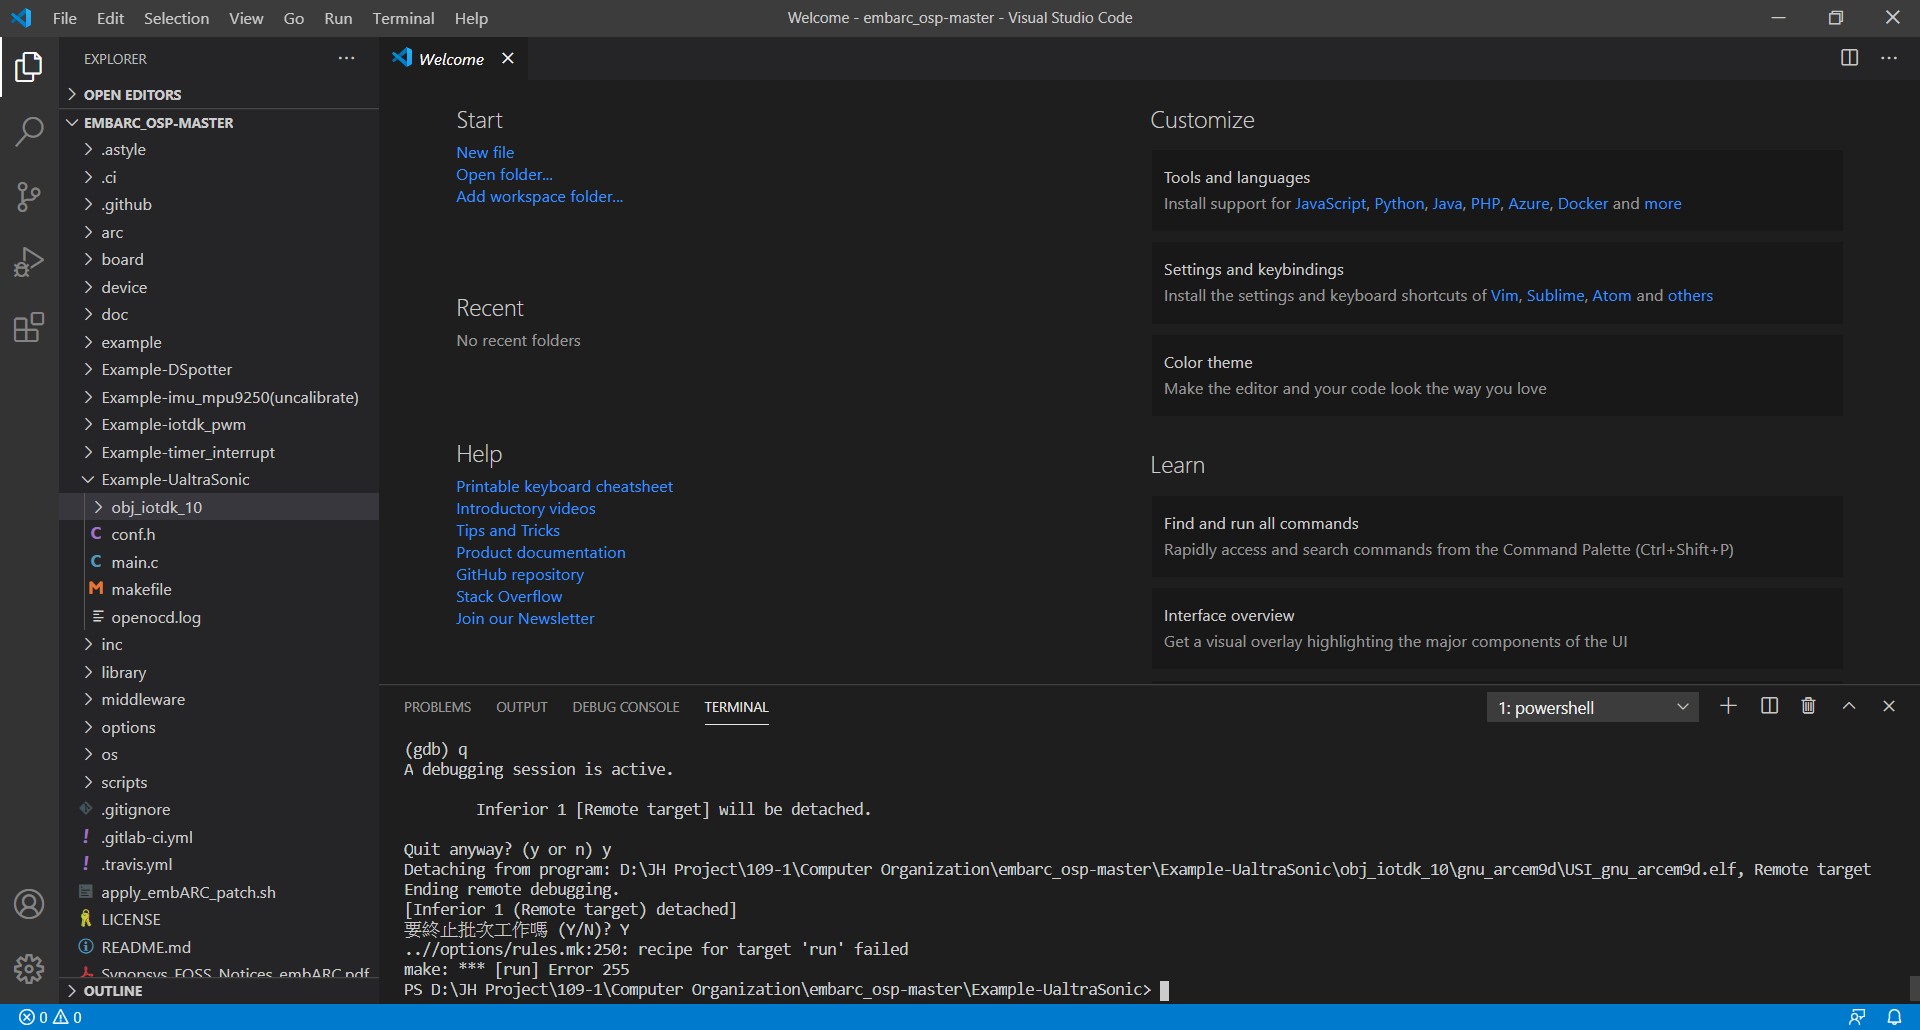 File Edit Selection View Go Run Terminal Help
Welcome - embarc_osp-master - Visual Studio Code
EXPLORER
OPEN EDITORS
EMBARC_OSP-MASTER
.astyle
.ci
.github
arc
board
device
doc
example
Example-DSpotter
Example-imu_mpu9250(uncalibrate)
Example-iotdk_pwm
Example-timer_interrupt
Example-UaltraSonic
obj_iotdk_10
C conf.h
C main.c
M makefile
openocd.log
inc
library
middleware
options
os
scripts
.gitignore
! .gitlab-ci.yml
! .travis.yml
apply_embARC_patch.sh
LICENSE
README.md
Synopsys_FOSS_Notices_embARC.pdf
OUTLINE
Welcome
Start
New file
Open folder...
Add workspace folder...
Recent
No recent folders
Help
Printable keyboard cheatsheet
Introductory videos
Tips and Tricks
Product documentation
GitHub repository
Stack Overflow
Join our Newsletter
Customize
Tools and languages
Install support for JavaScript, Python, Java, PHP, Azure, Docker and more
Settings and keybindings
Install the settings and keyboard shortcuts of Vim, Sublime, Atom and others
Color theme
Make the editor and your code look the way you love
Learn
Find and run all commands
Rapidly access and search commands from the Command Palette (Ctrl+Shift+P)
Interface overview
Get a visual overlay highlighting the major components of the UI
PROBLEMS OUTPUT DEBUG CONSOLE TERMINAL
1: powershell
(gdb) q
A debugging session is active.
Inferior 1 [Remote target] will be detached.
Quit anyway? (y or n) y
Detaching from program: D:\JH Project\109-1\Computer Organization\embarc_osp-master\Example-UaltraSonic\obj_iotdk_10\gnu_arcem9d\USI_gnu_arcem9d.elf, Remote target
Ending remote debugging.
[Inferior 1 (Remote target) detached]
要終止批次工作嗎 (Y/N)? Y
..//options/rules.mk:250: recipe for target 'run' failed
make: *** [run] Error 255
PS D:\JH Project\109-1\Computer Organization\embarc_osp-master\Example-UaltraSonic>
0 0